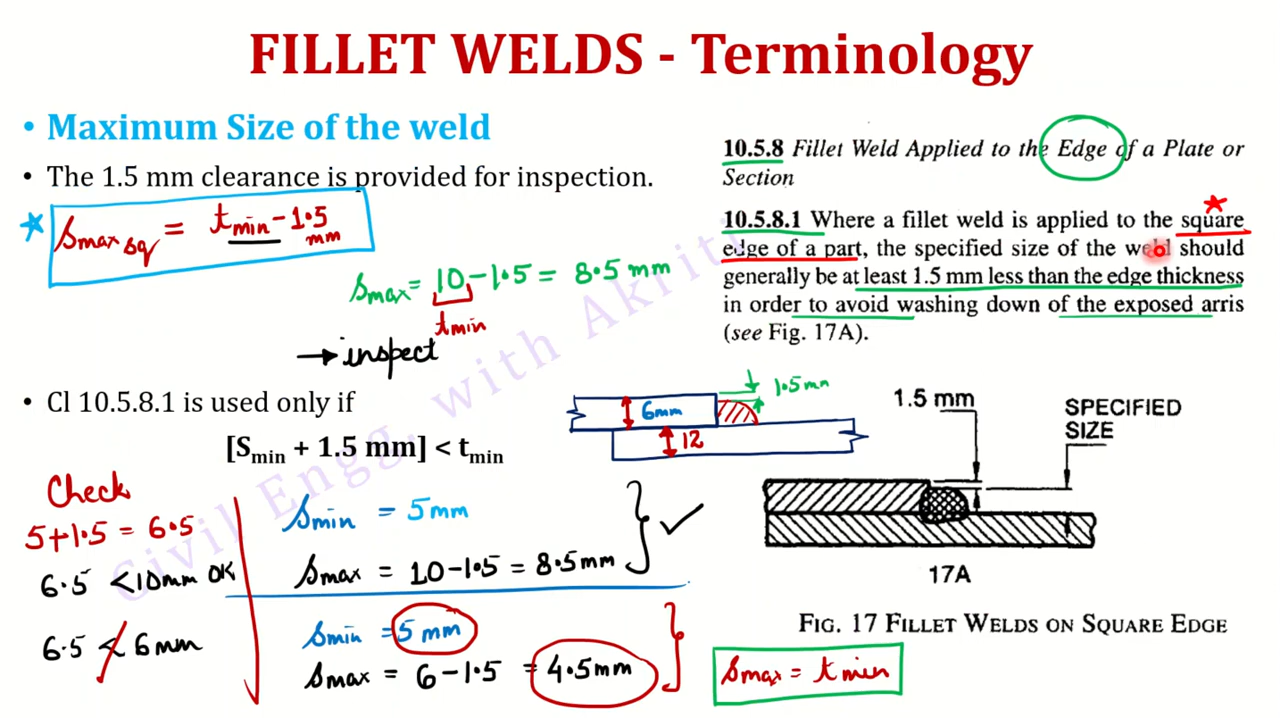 FILLET WELDS - Terminology
• Maximum Size of the weld
• The 1.5 mm clearance is provided for inspection.
Smax sq = tmin - 1.5 mm
Smax = 10 - 1.5 = 8.5 mm
tmin
→ inspect
• Cl 10.5.8.1 is used only if
[Smin + 1.5 mm] < tmin
Check
5+1.5 = 6.5
6.5 < 10mm OK
6.5 < 6mm
Smin = 5mm
Smax = 10-1.5 = 8.5mm
Smin = 5mm
Smax = 6-1.5 = 4.5mm
10.5.8 Fillet Weld Applied to the Edge of a Plate or
Section
10.5.8.1 Where a fillet weld is applied to the square
edge of a part, the specified size of the weld should
generally be at least 1.5 mm less than the edge thickness
in order to avoid washing down of the exposed arris
(see Fig. 17A).
6mm
12
1.5mm
1.5 mm
SPECIFIED
SIZE
17A
FIG. 17 FILLET WELDS ON SQUARE EDGE
Smax = tmin
Civil Engg. with Akriti